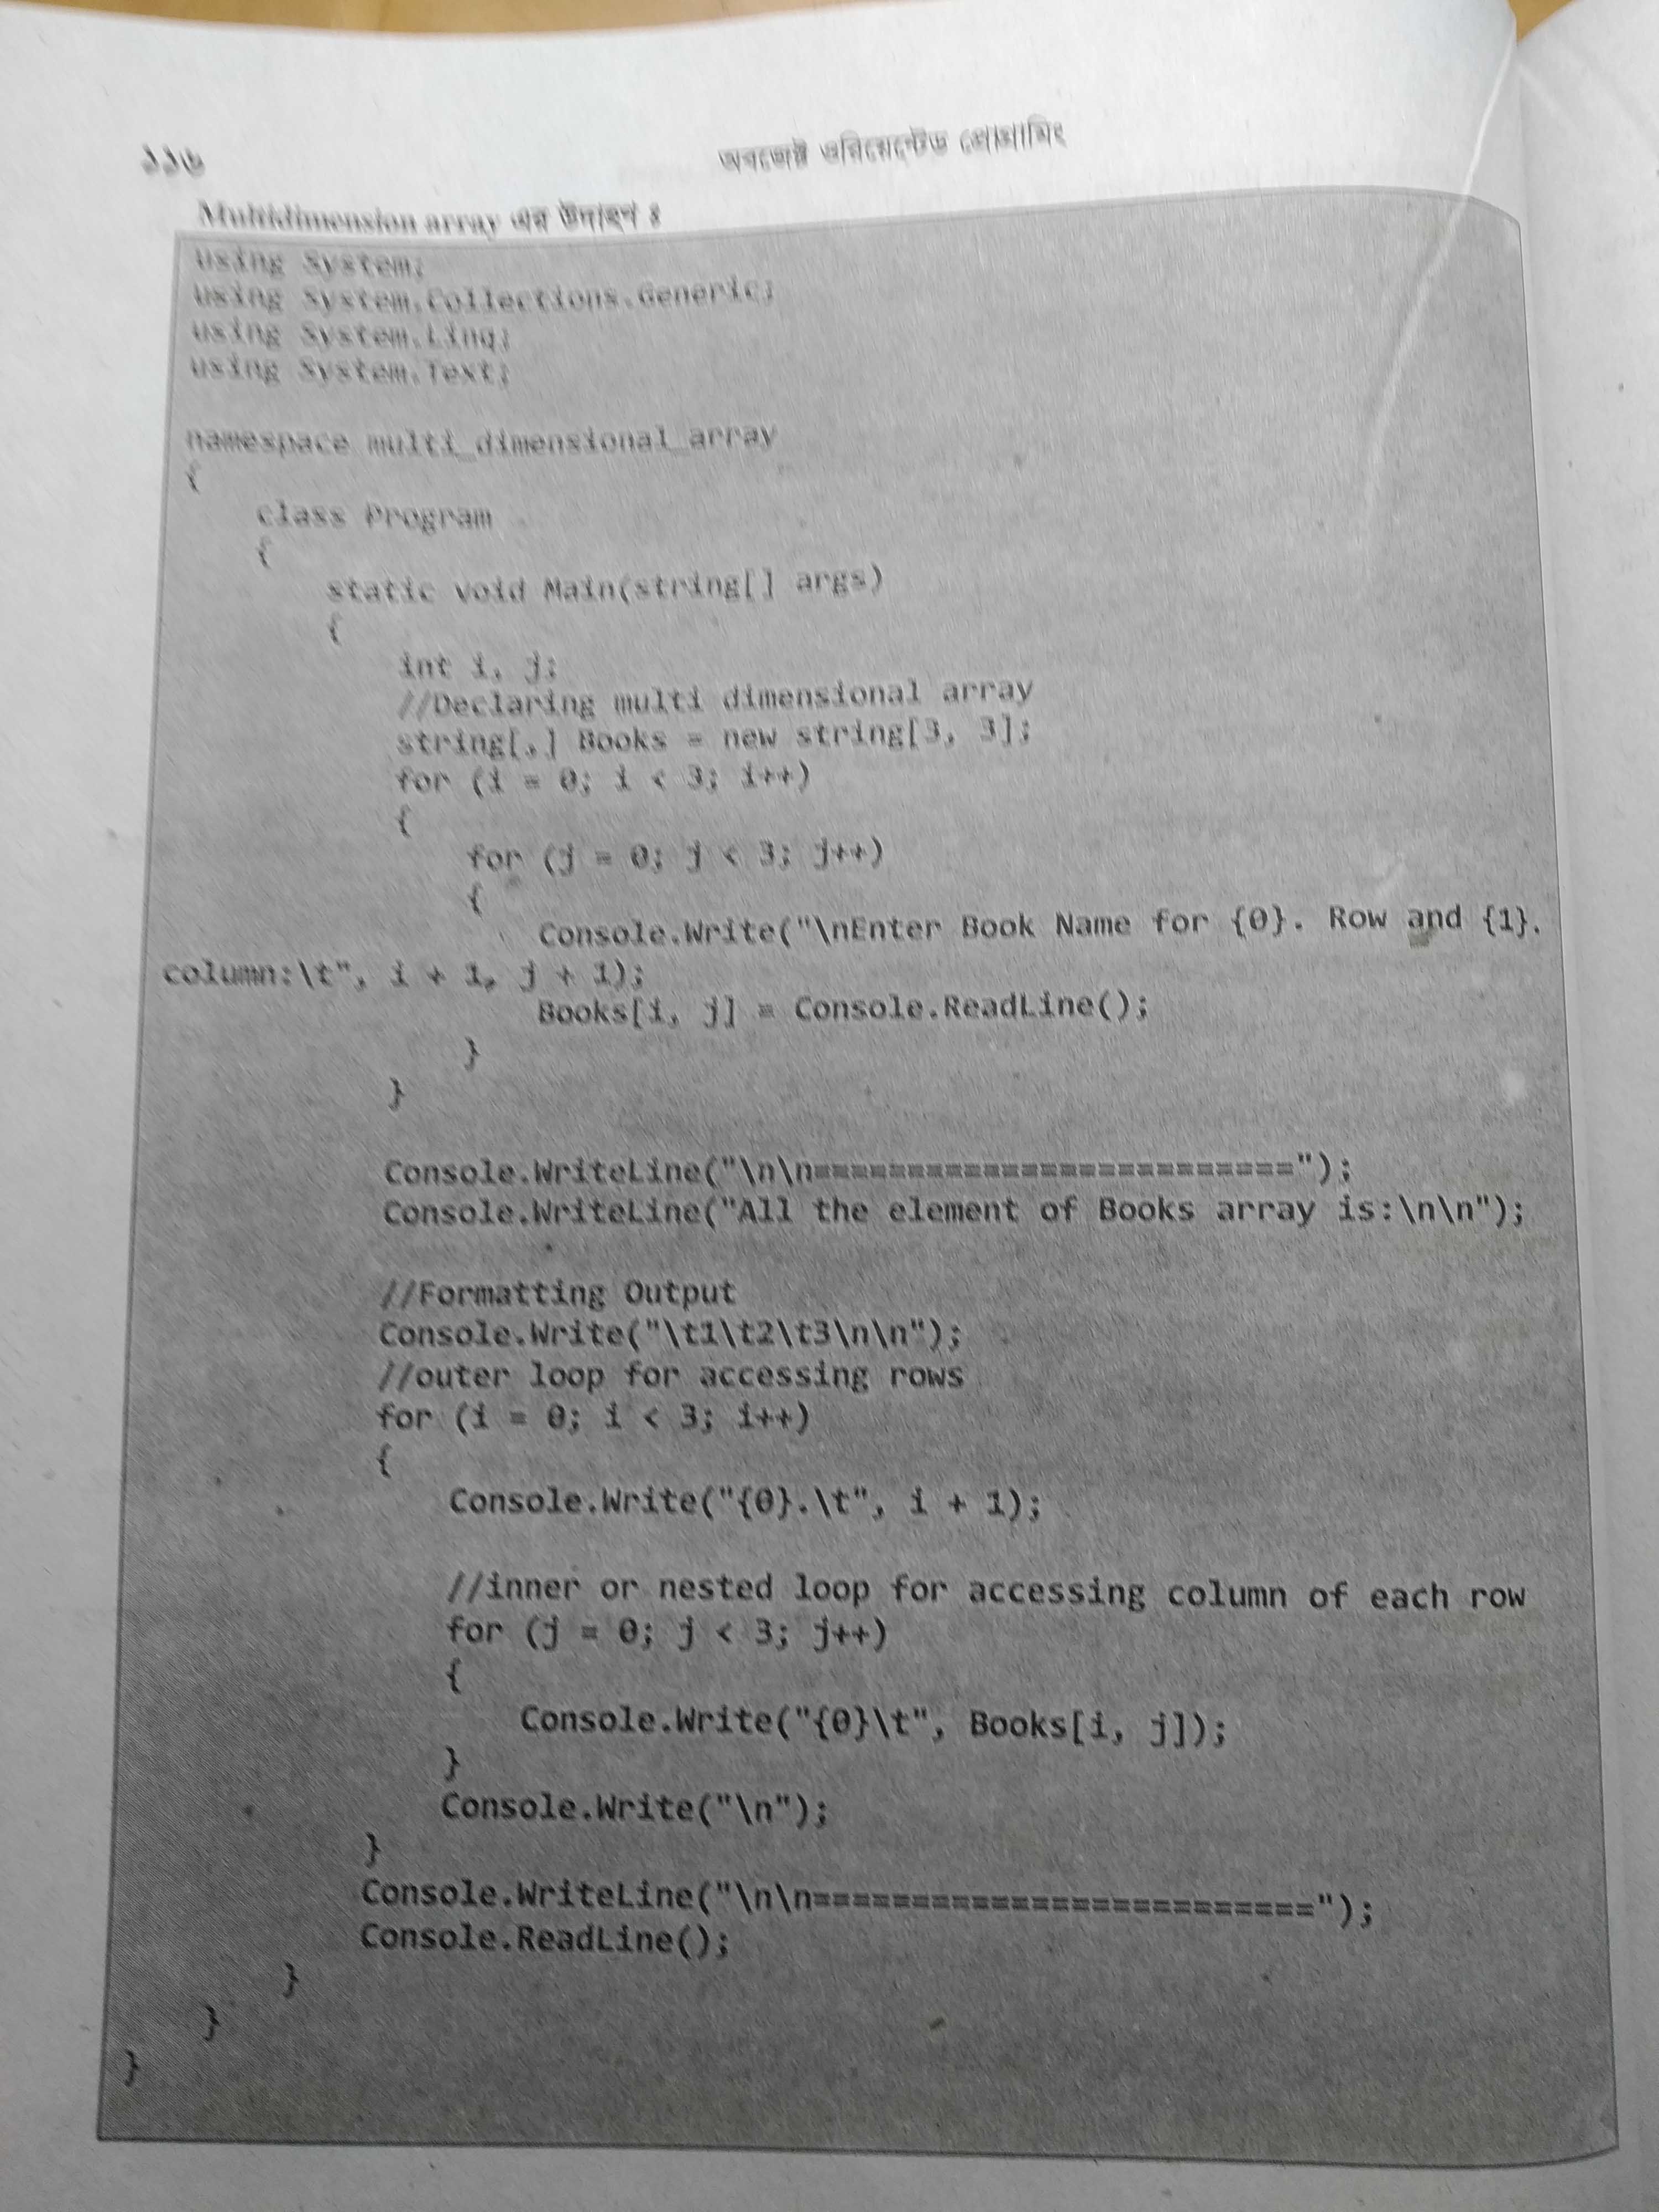 ১১৬ অবজেক্ট ওরিয়েন্টেড প্রোগ্রামিং
Multidimension array এর উদাহণ ঃ
using System;
using System.Collections.Generic;
using System.Linq;
using System.Text;
namespace multi_dimensional_array
{
class Program
{
static void Main(string[] args)
{
int i, j;
//Declaring multi dimensional array
string[,] Books = new string[3, 3];
for (i = 0; i < 3; i++)
{
for (j = 0; j < 3; j++)
{
Console.Write("\nEnter Book Name for {0}. Row and {1}.
column:\t", i + 1, j + 1);
Books[i, j] = Console.ReadLine();
}
}
Console.WriteLine("\n\n==========================");
Console.WriteLine("All the element of Books array is:\n\n");
//Formatting Output
Console.Write("\t1\t2\t3\n\n");
//outer loop for accessing rows
for (i = 0; i < 3; i++)
{
Console.Write("{0}.\t", i + 1);
//inner or nested loop for accessing column of each row
for (j = 0; j < 3; j++)
{
Console.Write("{0}\t", Books[i, j]);
}
Console.Write("\n");
}
Console.WriteLine("\n\n==========================");
Console.ReadLine();
}
}
}